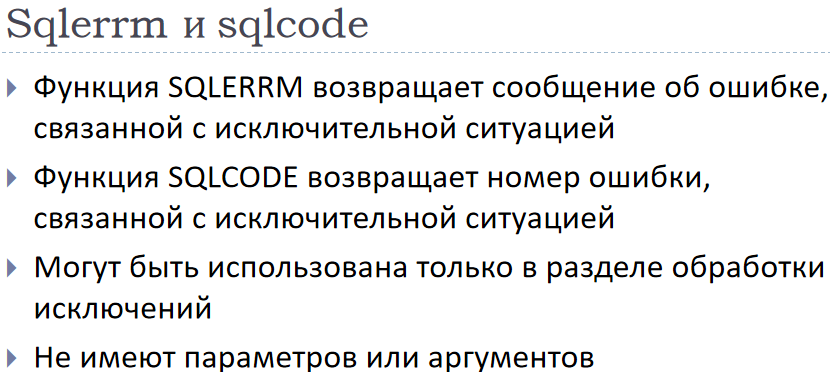 Sqlerrm и sqlcode
Функция SQLERRM возвращает сообщение об ошибке,
связанной с исключительной ситуацией
Функция SQLCODE возвращает номер ошибки,
связанной с исключительной ситуацией
Могут быть использована только в разделе обработки
исключений
Не имеют параметров или аргументов